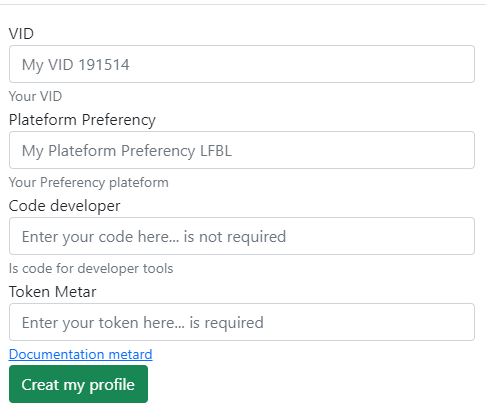 VID
My VID 191514
Your VID
Plateform Preferency
My Plateform Preferency LFBL
Your Preferency plateform
Code developer
Enter your code here... is not required
Is code for developer tools
Token Metar
Enter your token here... is required
Documentation metard
Creat my profile